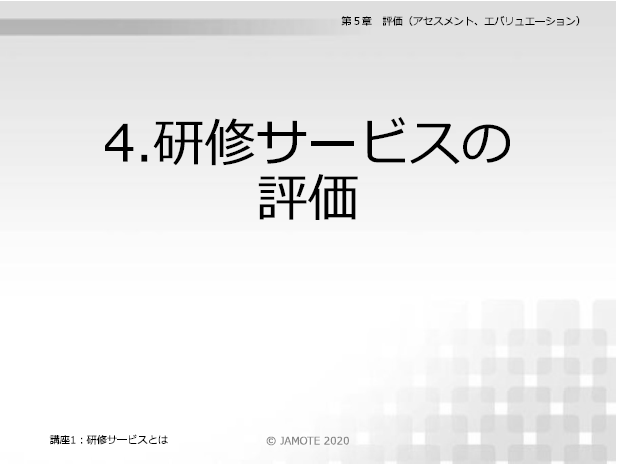 第５章　評価（アセスメント、エバリュエーション）
4.研修サービスの
評価
講座1：研修サービスとは
© JAMOTE 2020